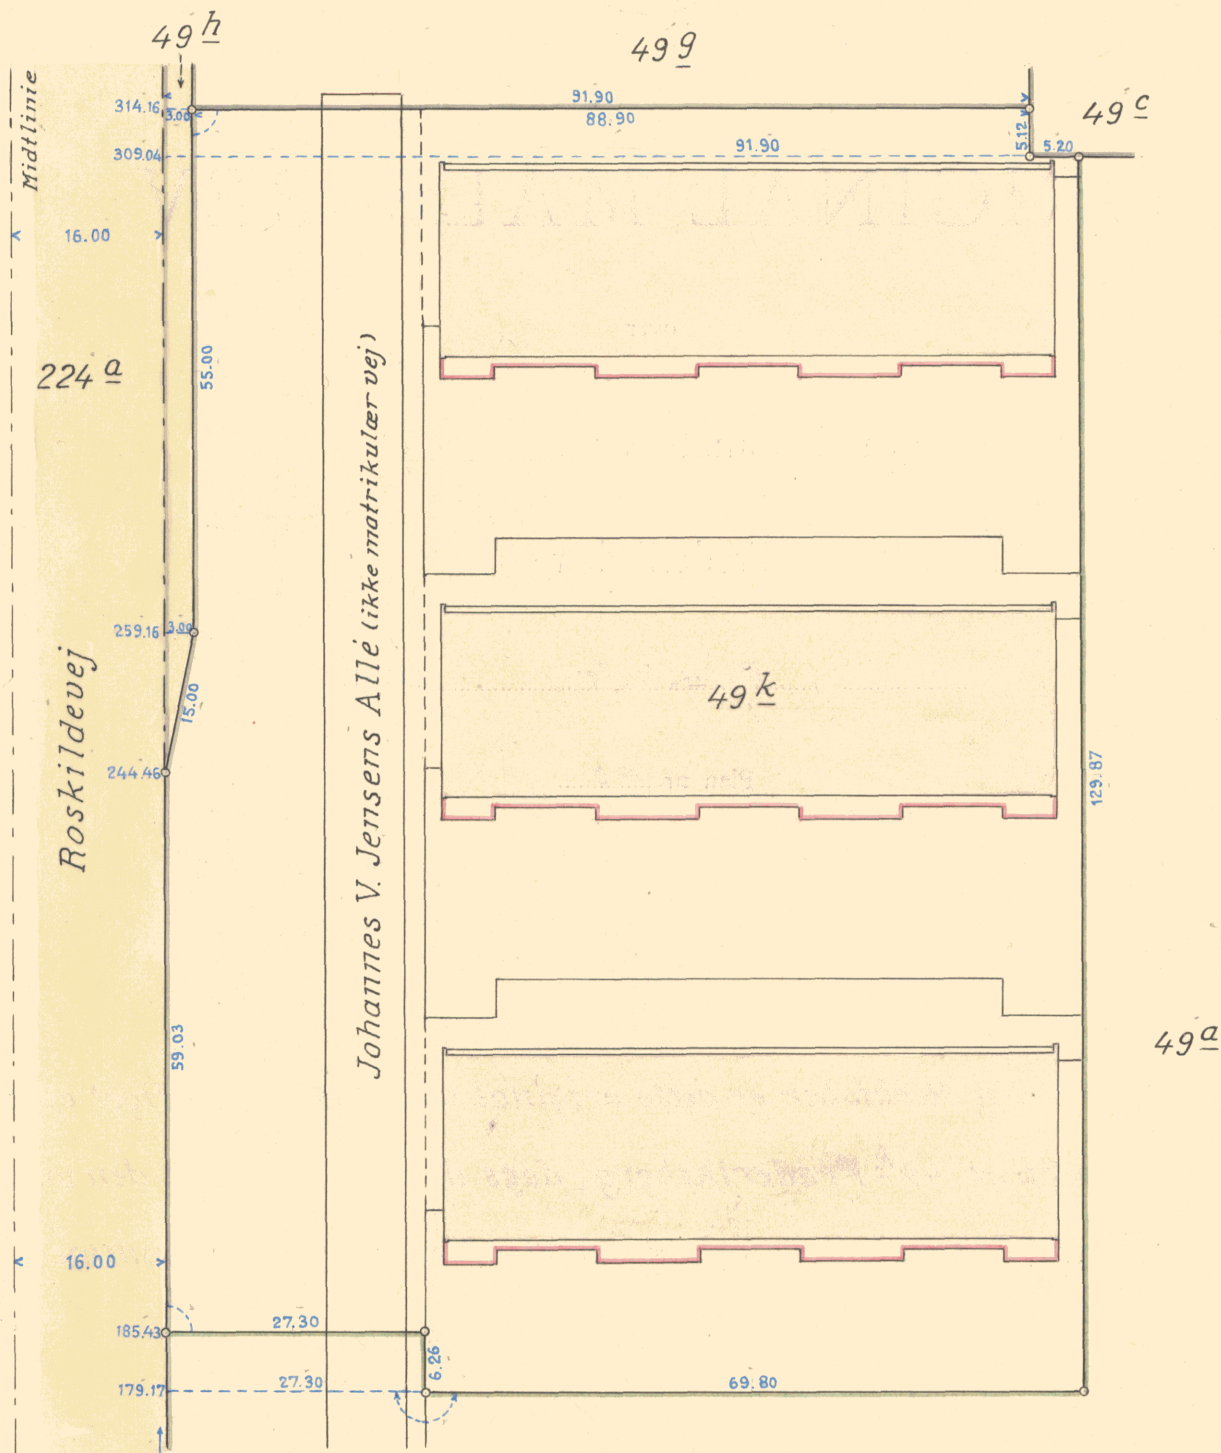 49 h
49 g
49 c
Midtlinie
314.16
3.00
91.90
88.90
5.12
5.20
309.04
91.90
16.00
224 a
55.00
Johannes V. Jensens Allé (ikke matrikulær vej)
259.16
3.00
15.00
49 k
Roskildevej
244.46
129.87
59.03
49 a
16.00
185.43
27.30
6.26
179.17
27.30
69.80